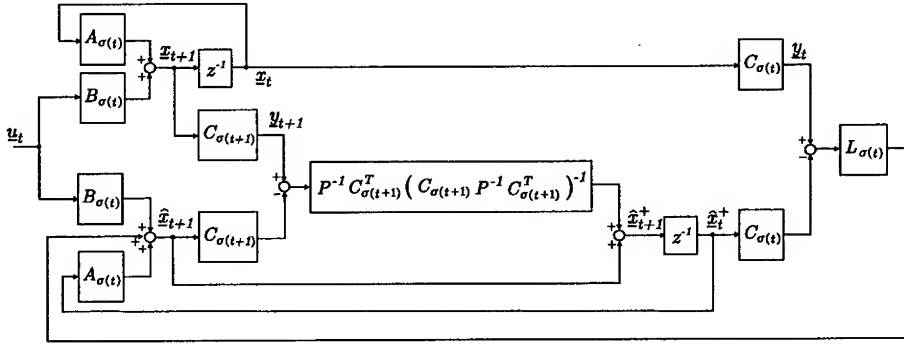 A_{σ(t)}
+
+
x_{t+1}
z^{-1}
x_t
C_{σ(t)}
y_t
B_{σ(t)}
C_{σ(t+1)}
y_{t+1}
u_t
+
−
P^{-1} C^T_{σ(t+1)} ( C_{σ(t+1)} P^{-1} C^T_{σ(t+1)} )^{-1}
+
−
L_{σ(t)}
B_{σ(t)}
+
+
+
x̂_{t+1}
C_{σ(t+1)}
+
+
x̂^+_{t+1}
z^{-1}
x̂^+_t
C_{σ(t)}
A_{σ(t)}